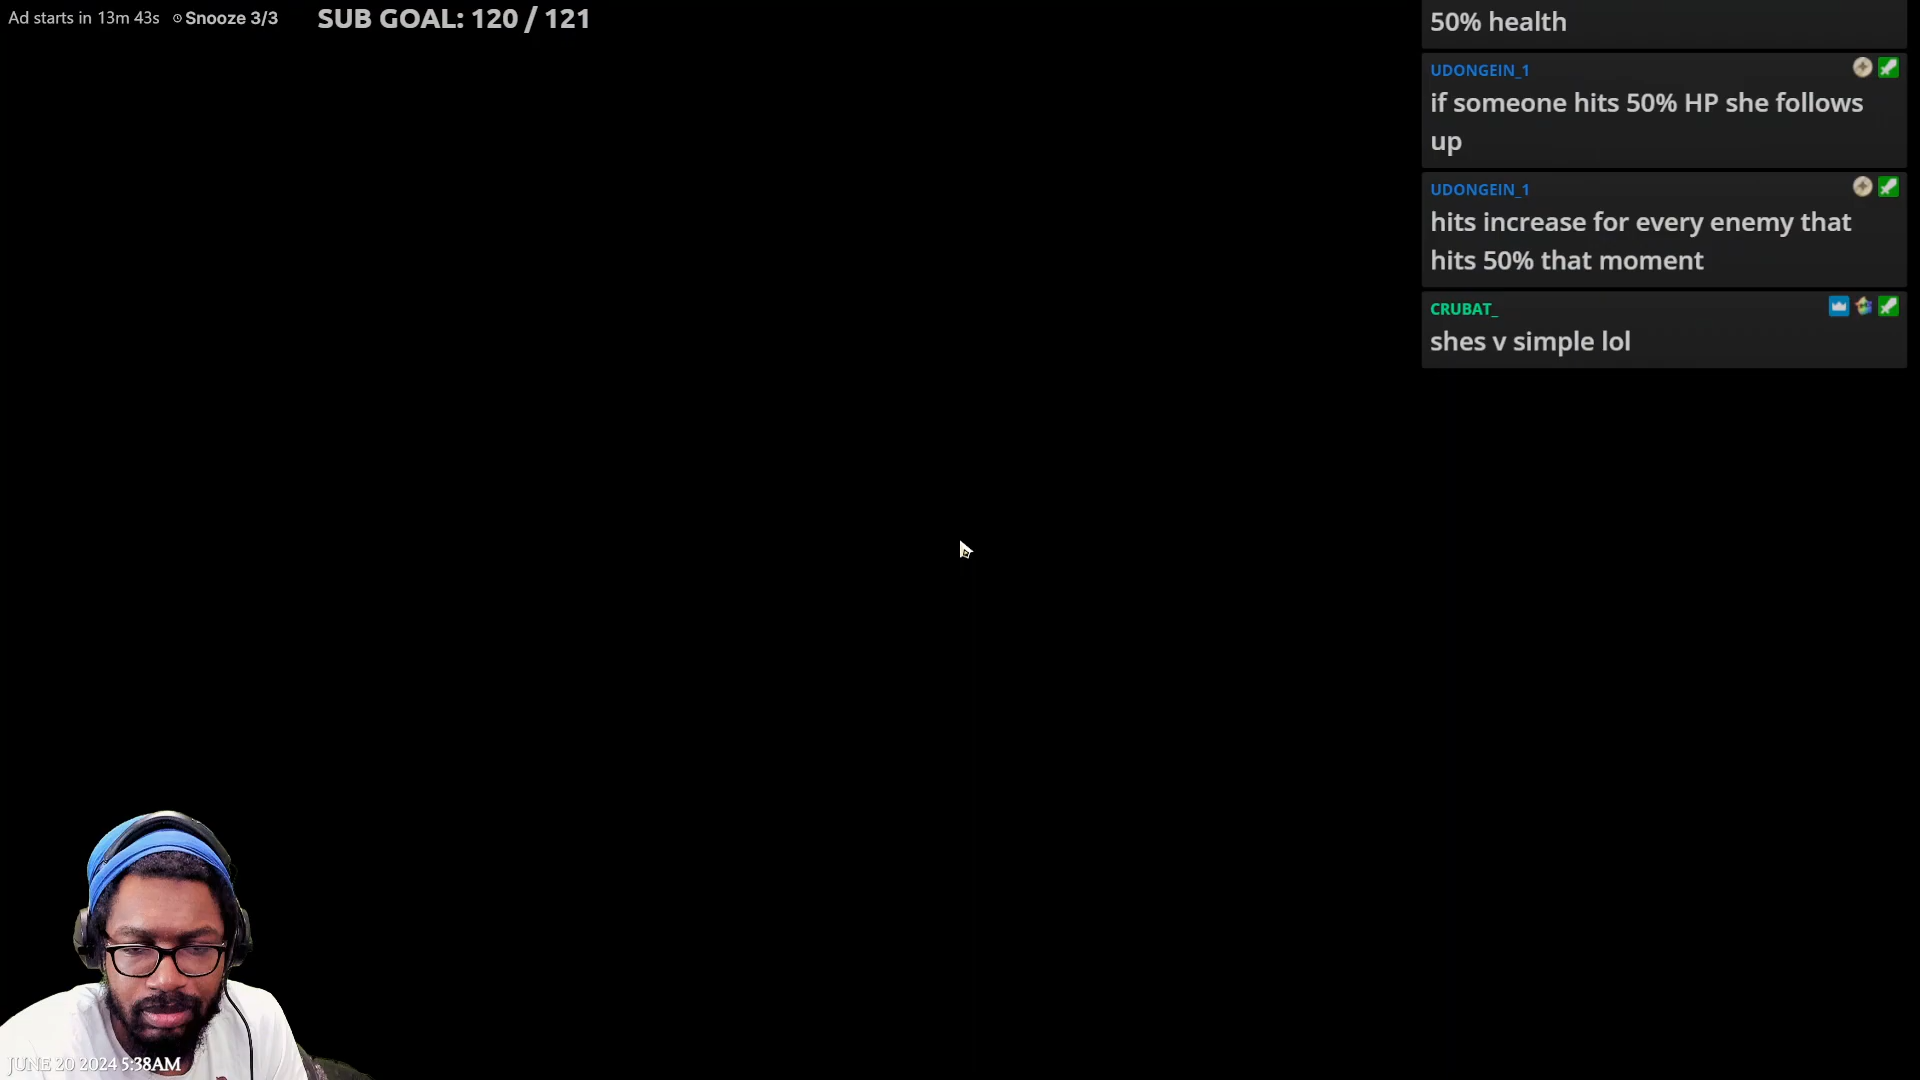 Ad starts in 13m 43s Snooze 3/3
SUB GOAL: 120 / 121
50% health
UDONGEIN_1
if someone hits 50% HP she follows
up
UDONGEIN_1
hits increase for every enemy that
hits 50% that moment
CRUBAT_
shes v simple lol
JUNE 20 2024 5:38AM